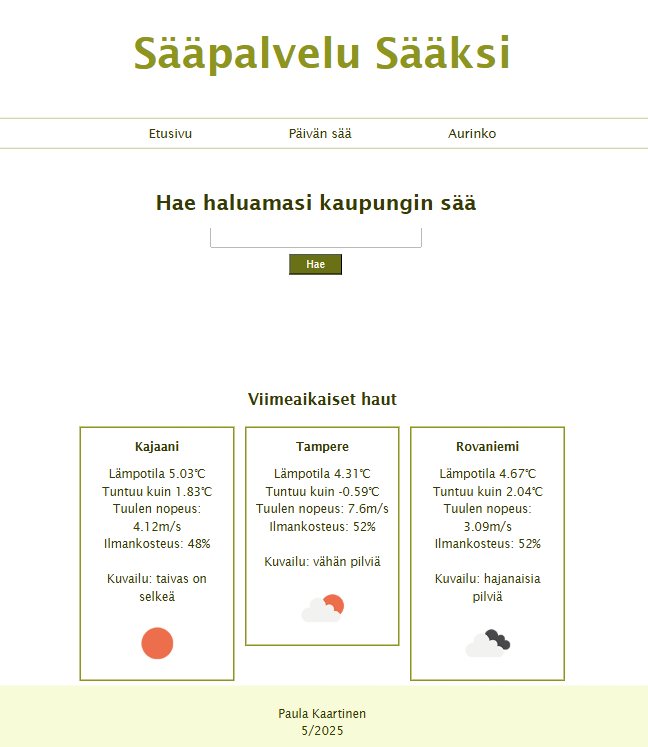 Sääpalvelu Sääksi
Etusivu Päivän sää Aurinko
Hae haluamasi kaupungin sää
Hae
Viimeaikaiset haut
Kajaani
Lämpotila 5.03℃
Tuntuu kuin 1.83℃
Tuulen nopeus:
4.12m/s
Ilmankosteus: 48%
Kuvailu: taivas on
selkeä
Tampere
Lämpotila 4.31℃
Tuntuu kuin -0.59℃
Tuulen nopeus: 7.6m/s
Ilmankosteus: 52%
Kuvailu: vähän pilviä
Rovaniemi
Lämpotila 4.67℃
Tuntuu kuin 2.04℃
Tuulen nopeus:
3.09m/s
Ilmankosteus: 52%
Kuvailu: hajanaisia
pilviä
Paula Kaartinen
5/2025